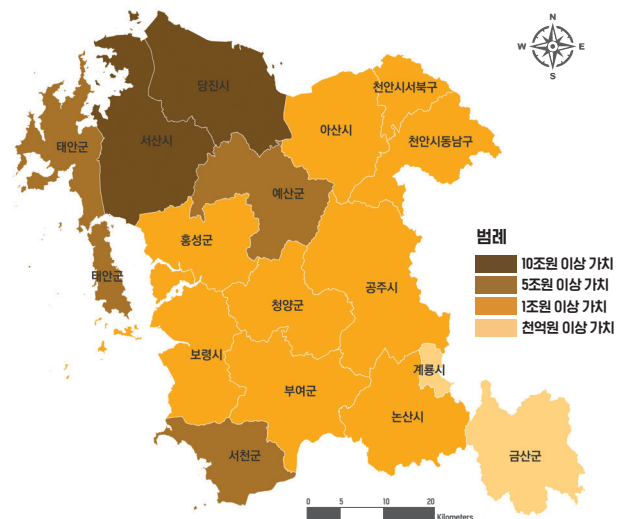 N
W E
S
당진시
천안시서북구
아산시
서산시
천안시동남구
태안군
예산군
홍성군
범례
10조원 이상 가치
5조원 이상 가치
1조원 이상 가치
천억원 이상 가치
태안군
공주시
청양군
보령시
계룡시
부여군
논산시
서천군
금산군
0 5 10 20
Kilometers